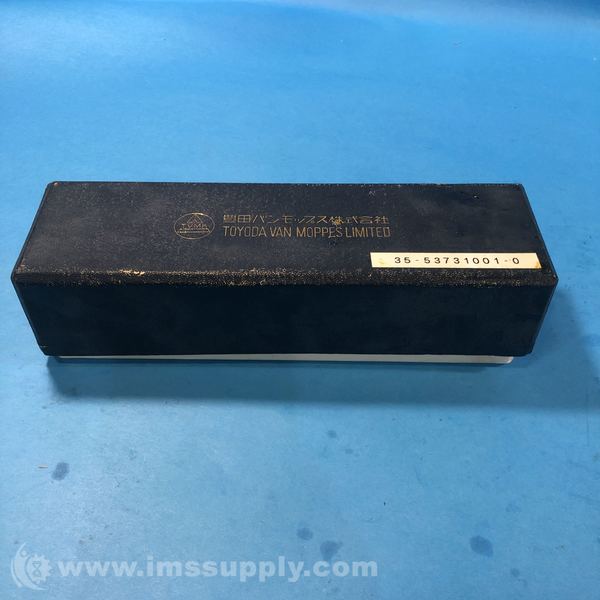 TVMK
豊田バンモップス株式会社
TOYODA VAN MOPPES LIMITED
35-53731001-0
www.imssupply.com